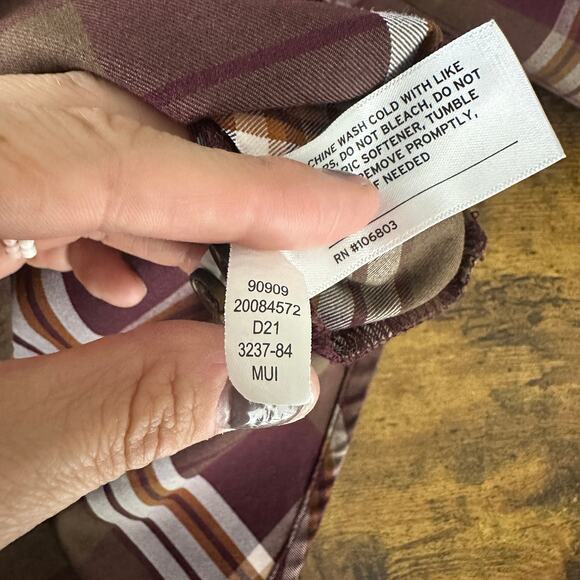 CHINE WASH COLD WITH LIKE
RS, DO NOT BLEACH, DO NOT
RIC SOFTENER, TUMBLE
REMOVE PROMPTLY,
F NEEDED
RN #106803
90909
20084572
D21
3237-84
MUI